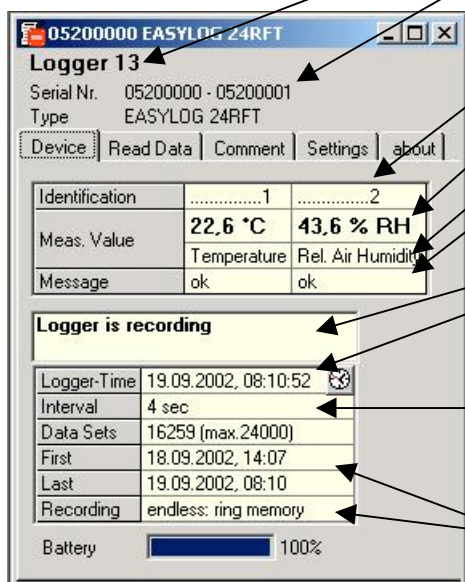 05200000 EASYLOG 24RFT
Logger 13
Serial Nr. 05200000 - 05200001
Type EASYLOG 24RFT
Device Read Data Comment Settings about
Identification ..............1 ..............2
Meas. Value 22,6 °C 43,6 % RH
Temperature Rel. Air Humidity
Message ok ok
Logger is recording
Logger-Time 19.09.2002, 08:10:52
Interval 4 sec
Data Sets 16259 (max.24000)
First 18.09.2002, 14:07
Last 19.09.2002, 08:10
Recording endless: ring memory
Battery 100%